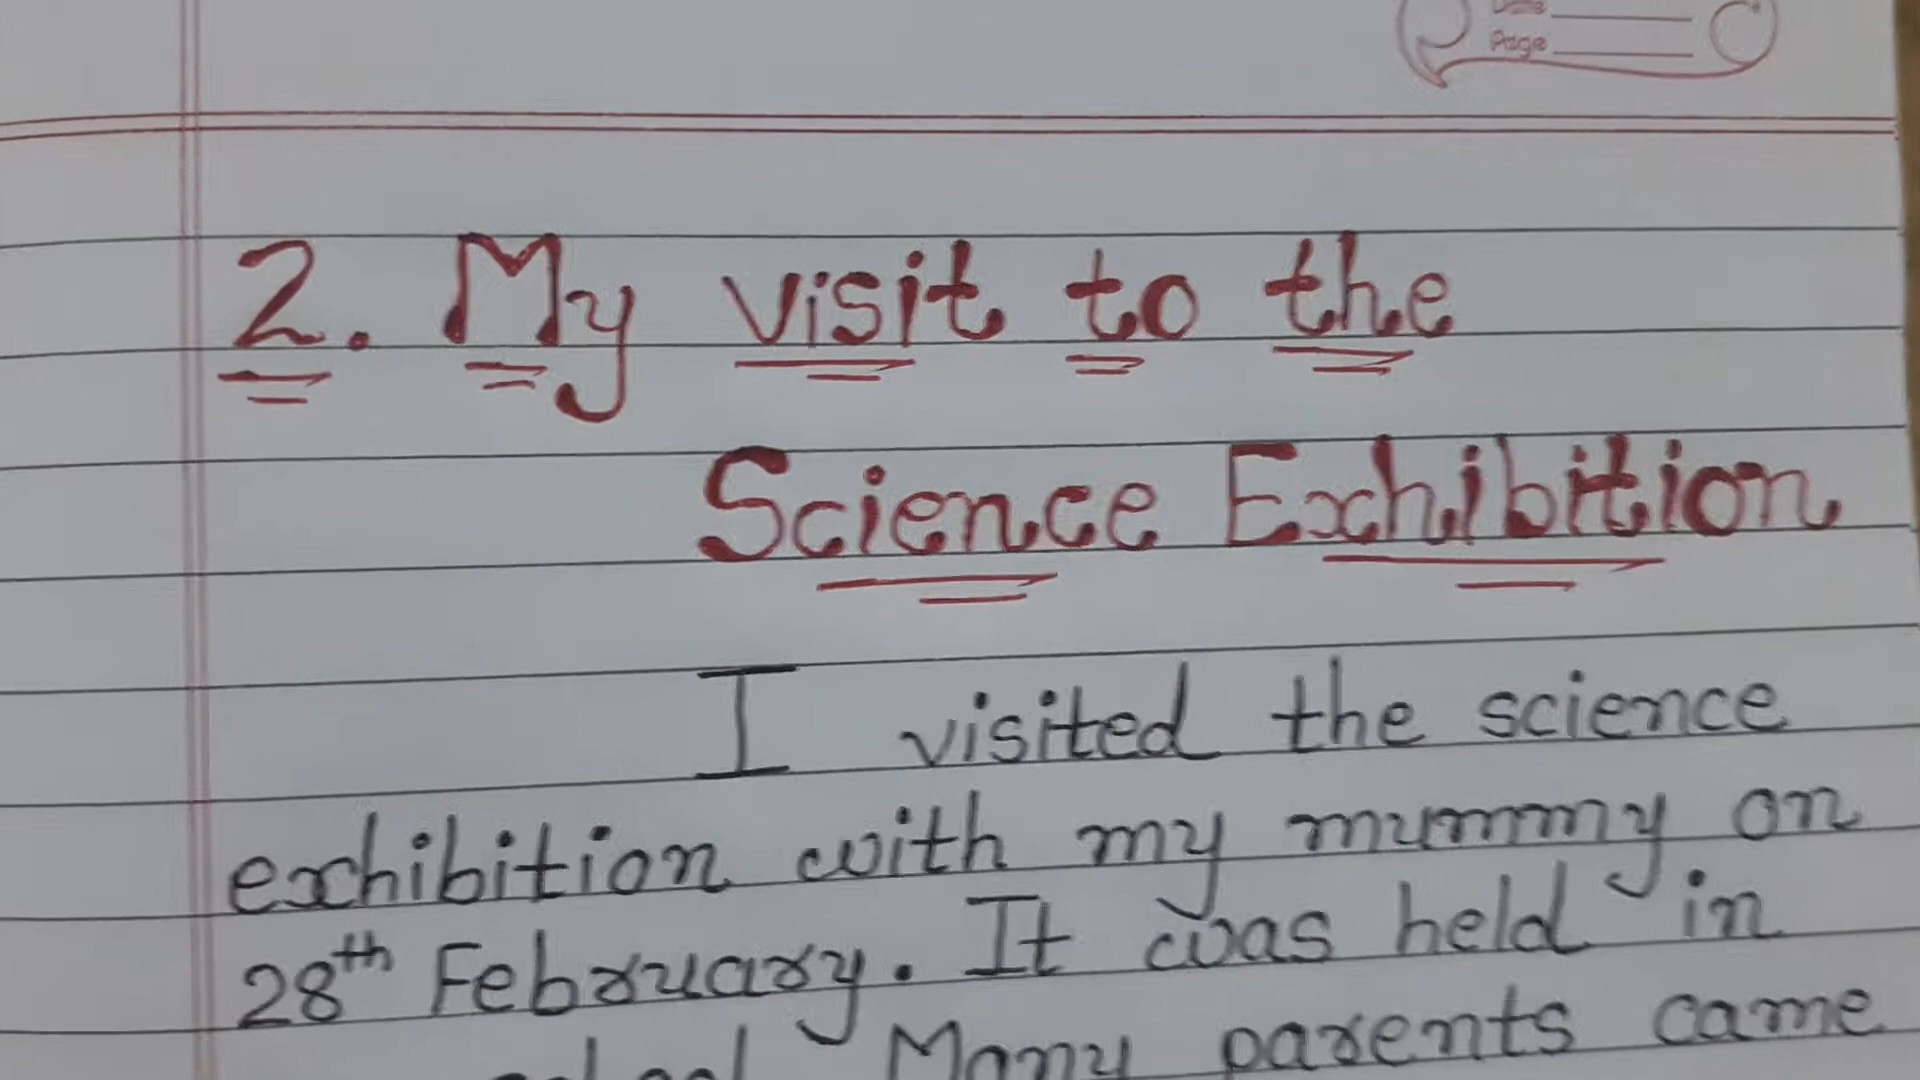 Date
Page
2. My visit to the
Science Exhibition
I visited the science
exhibition with my mummy on
28th February. It was held in
school Many parents came